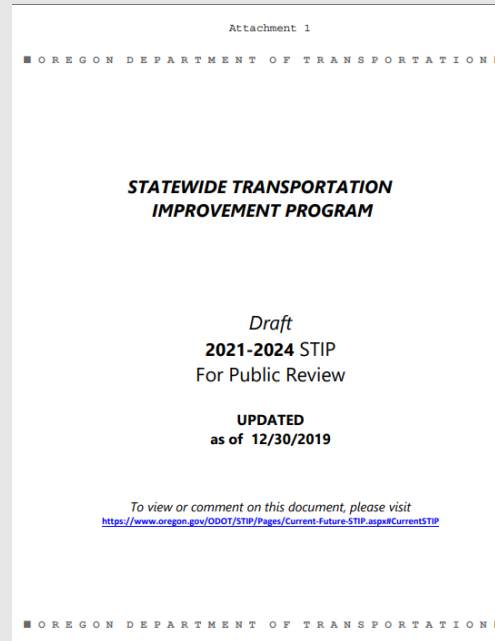 Attachment 1
■ OREGON DEPARTMENT OF TRANSPORTATION
STATEWIDE TRANSPORTATION
IMPROVEMENT PROGRAM
Draft
2021-2024 STIP
For Public Review
UPDATED
as of 12/30/2019
To view or comment on this document, please visit
https://www.oregon.gov/ODOT/STIP/Pages/Current-Future-STIP.aspx#CurrentSTIP
■ OREGON DEPARTMENT OF TRANSPORTATION